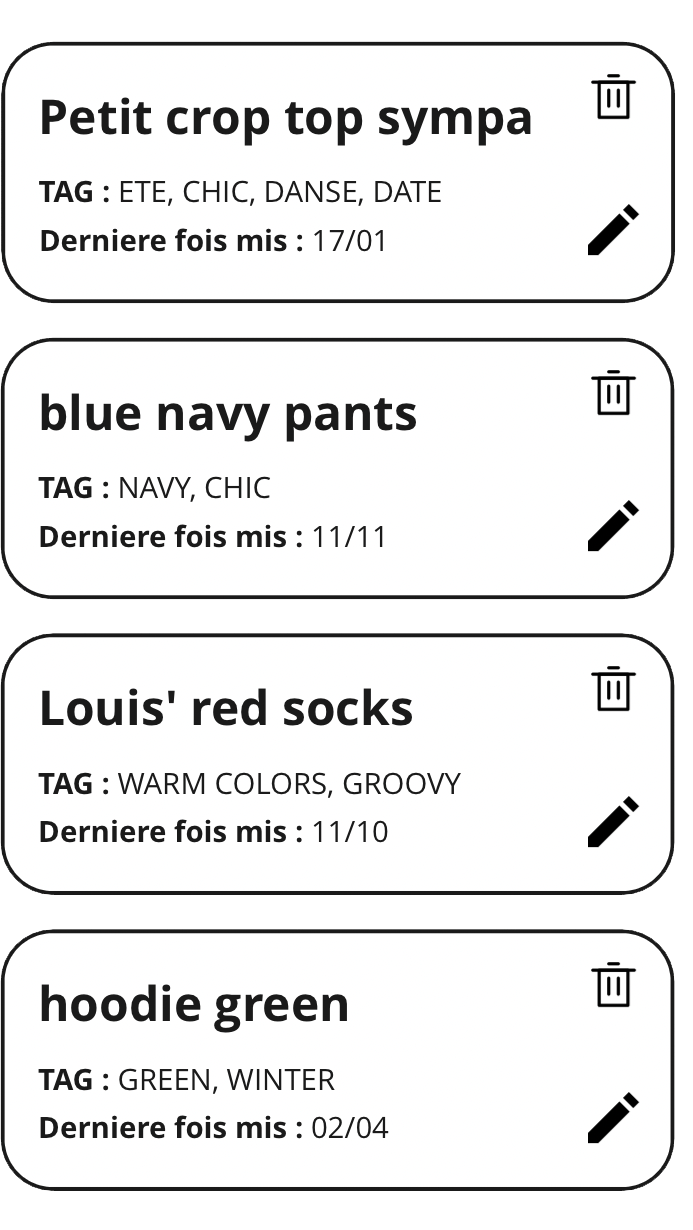 Petit crop top sympa
TAG : ETE, CHIC, DANSE, DATE
Derniere fois mis : 17/01
blue navy pants
TAG : NAVY, CHIC
Derniere fois mis : 11/11
Louis' red socks
TAG : WARM COLORS, GROOVY
Derniere fois mis : 11/10
hoodie green
TAG : GREEN, WINTER
Derniere fois mis : 02/04